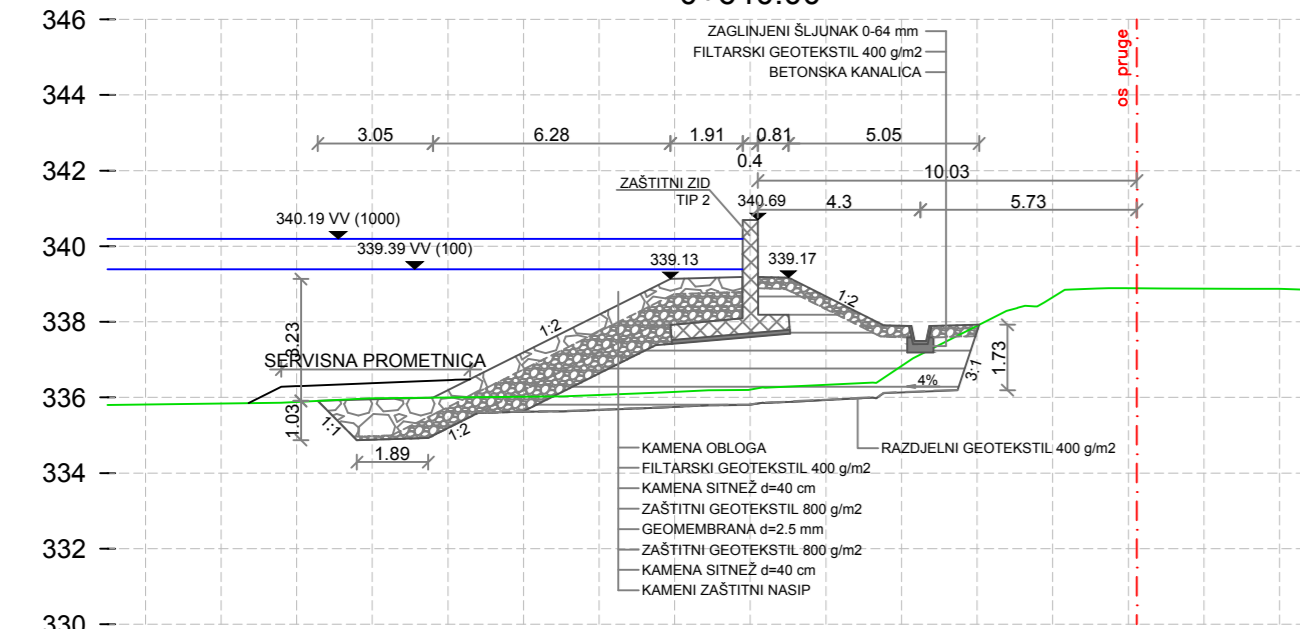 346
ZAGLINJENI ŠLJUNAK 0-64 mm
FILTARSKI GEOTEKSTIL 400 g/m2
BETONSKA KANALICA
os pruge
344
3.05
6.28
1.91
0.81
5.05
0.4
10.03
342
ZAŠTITNI ZID
TIP 2
340.69
4.3
5.73
340.19 VV (1000)
340
339.39 VV (100)
339.13
339.17
1:2
1:2
338
3.23
SERVISNA PROMETNICA
1.73
3:1
4%
336
1.03
1:1
1:2
1.89
KAMENA OBLOGA
RAZDJELNI GEOTEKSTIL 400 g/m2
FILTARSKI GEOTEKSTIL 400 g/m2
334
KAMENA SITNEŽ d=40 cm
ZAŠTITNI GEOTEKSTIL 800 g/m2
GEOMEMBRANA d=2.5 mm
332
ZAŠTITNI GEOTEKSTIL 800 g/m2
KAMENA SITNEŽ d=40 cm
KAMENI ZAŠTITNI NASIP
330